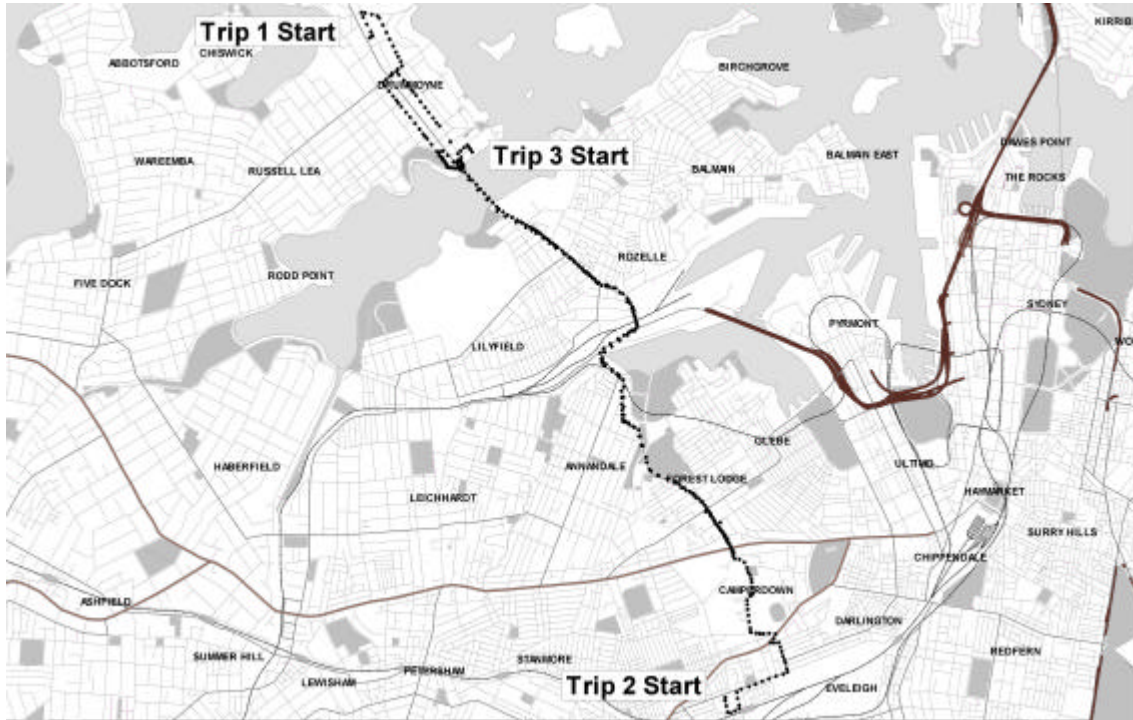 Trip 1 Start
KIRRIB
CHISWICK
ABBOTSFORD
BIRCHGROVE
DRUMMOYNE
DAWES POINT
Trip 3 Start
WAREEMBA
BALMAIN EAST
RUSSELL LEA
BALMAIN
THE ROCKS
ROZELLE
RODD POINT
FIVE DOCK
SYDNEY
PYRMONT
WO
LILYFIELD
GLEBE
HABERFIELD
ANNANDALE
ULTIMO
FOREST LODGE
LEICHHARDT
HAYMARKET
SURRY HILLS
CHIPPENDALE
CAMPERDOWN
ASHFIELD
DARLINGTON
REDFERN
SUMMER HILL
STANMORE
PETERSHAM
LEWISHAM
Trip 2 Start
EVELEIGH